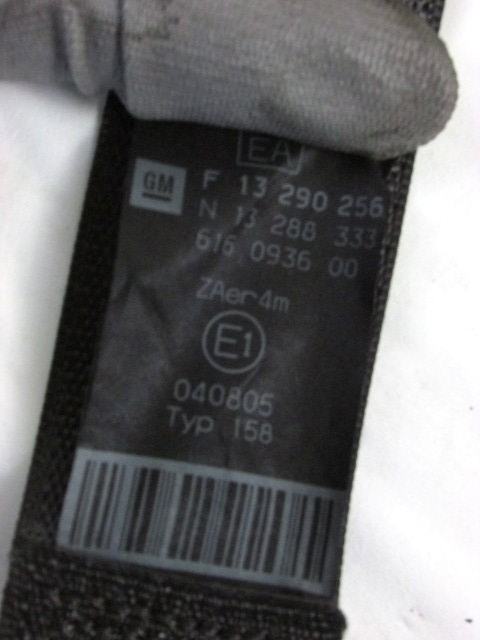 EA
GM F 13 290 256
N 13 288 333
616 0936 00
ZAer4m
E1
040805
Typ 158